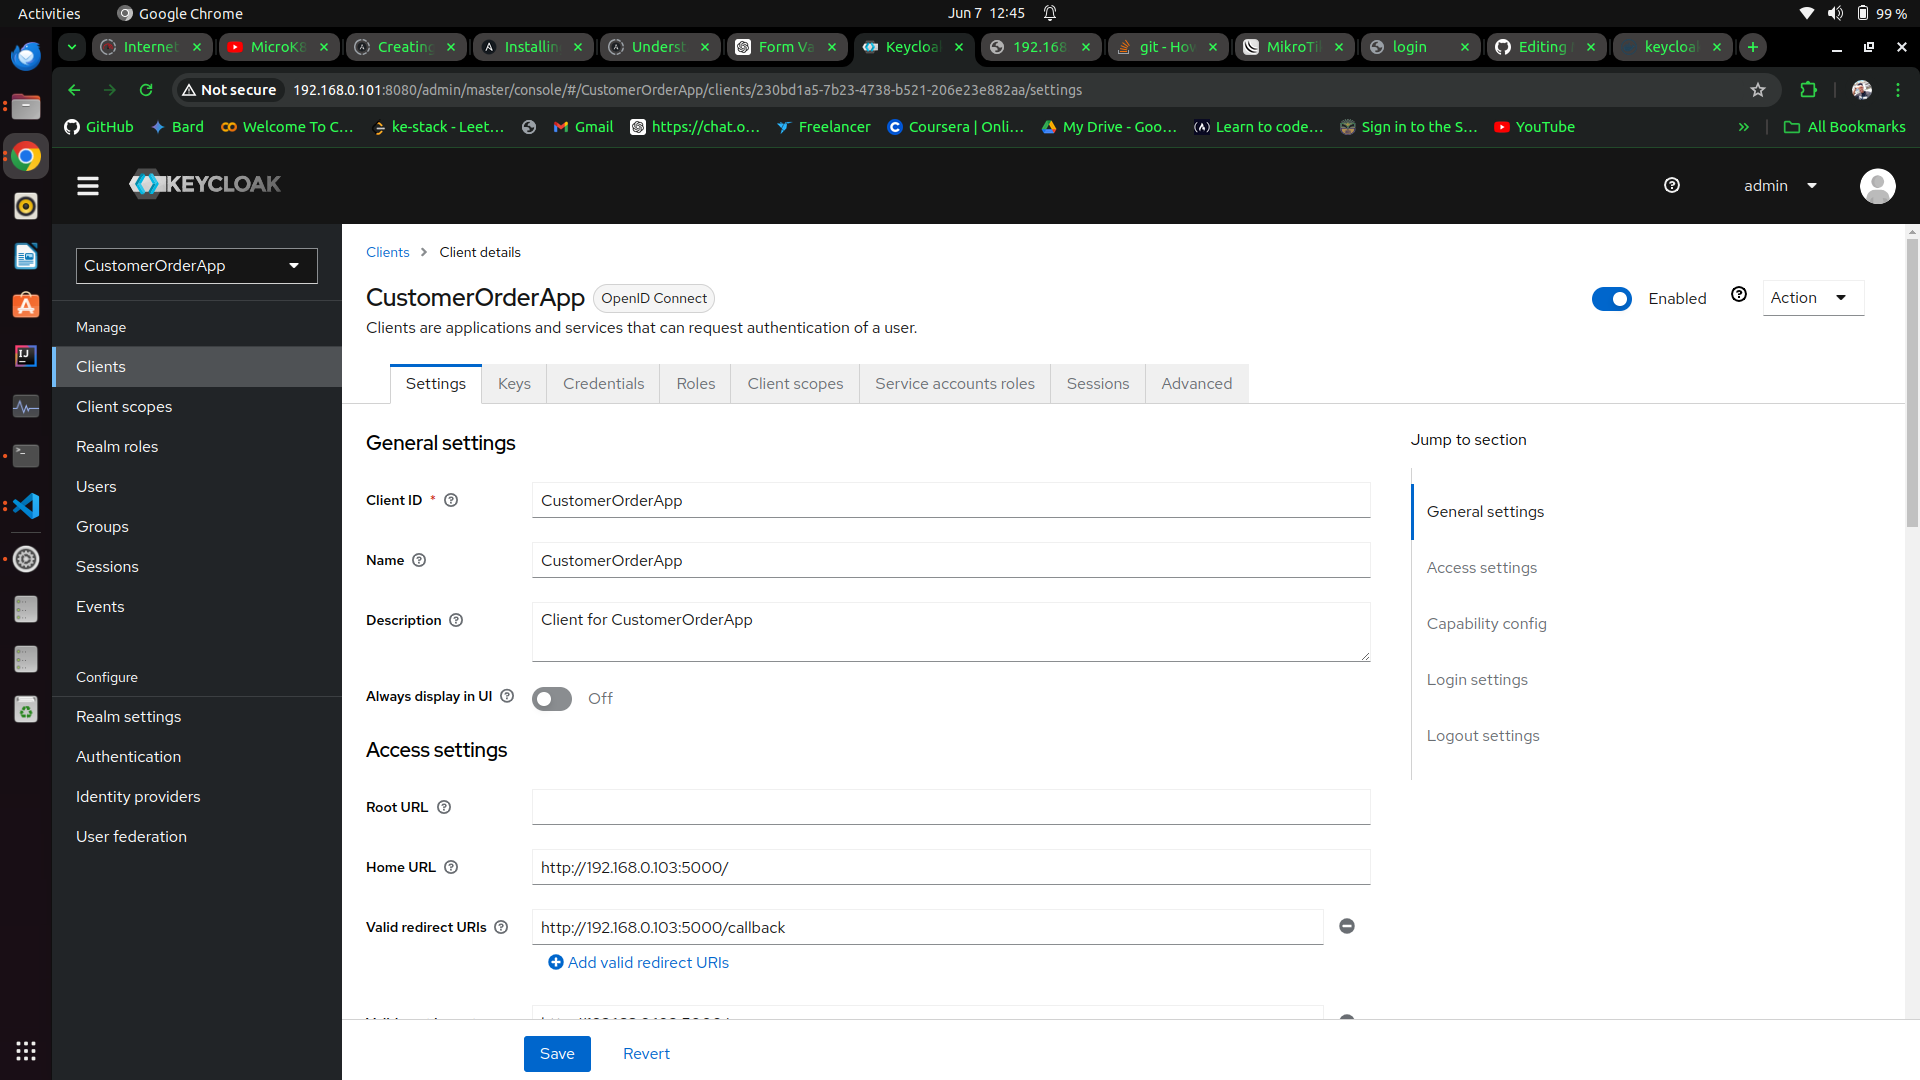 Activities
Google Chrome
Jun 7 12:45
99 %
Internet
MicroK8
Creating
Installin
Underst
Form Va
Keycloa
192.168
git - Hov
MikroTi
login
Editing
keycloa
Not secure
192.168.0.101:8080/admin/master/console/#/CustomerOrderApp/clients/230bd1a5-7b23-4738-b521-206e23e882aa/settings
GitHub
Bard
Welcome To C...
ke-stack - Leet...
Gmail
https://chat.o...
Freelancer
Coursera | Onli...
My Drive - Goo...
Learn to code...
Sign in to the S...
YouTube
»
All Bookmarks
KEYCLOAK
admin
CustomerOrderApp
Manage
Clients
Client scopes
Realm roles
Users
Groups
Sessions
Events
Configure
Realm settings
Authentication
Identity providers
User federation
Clients
Client details
CustomerOrderApp
OpenID Connect
Enabled
Action
Clients are applications and services that can request authentication of a user.
Settings
Keys
Credentials
Roles
Client scopes
Service accounts roles
Sessions
Advanced
General settings
Client ID *
CustomerOrderApp
Name
CustomerOrderApp
Description
Client for CustomerOrderApp
Always display in UI
Off
Access settings
Root URL
Home URL
http://192.168.0.103:5000/
Valid redirect URIs
http://192.168.0.103:5000/callback
Add valid redirect URIs
Jump to section
General settings
Access settings
Capability config
Login settings
Logout settings
Save
Revert